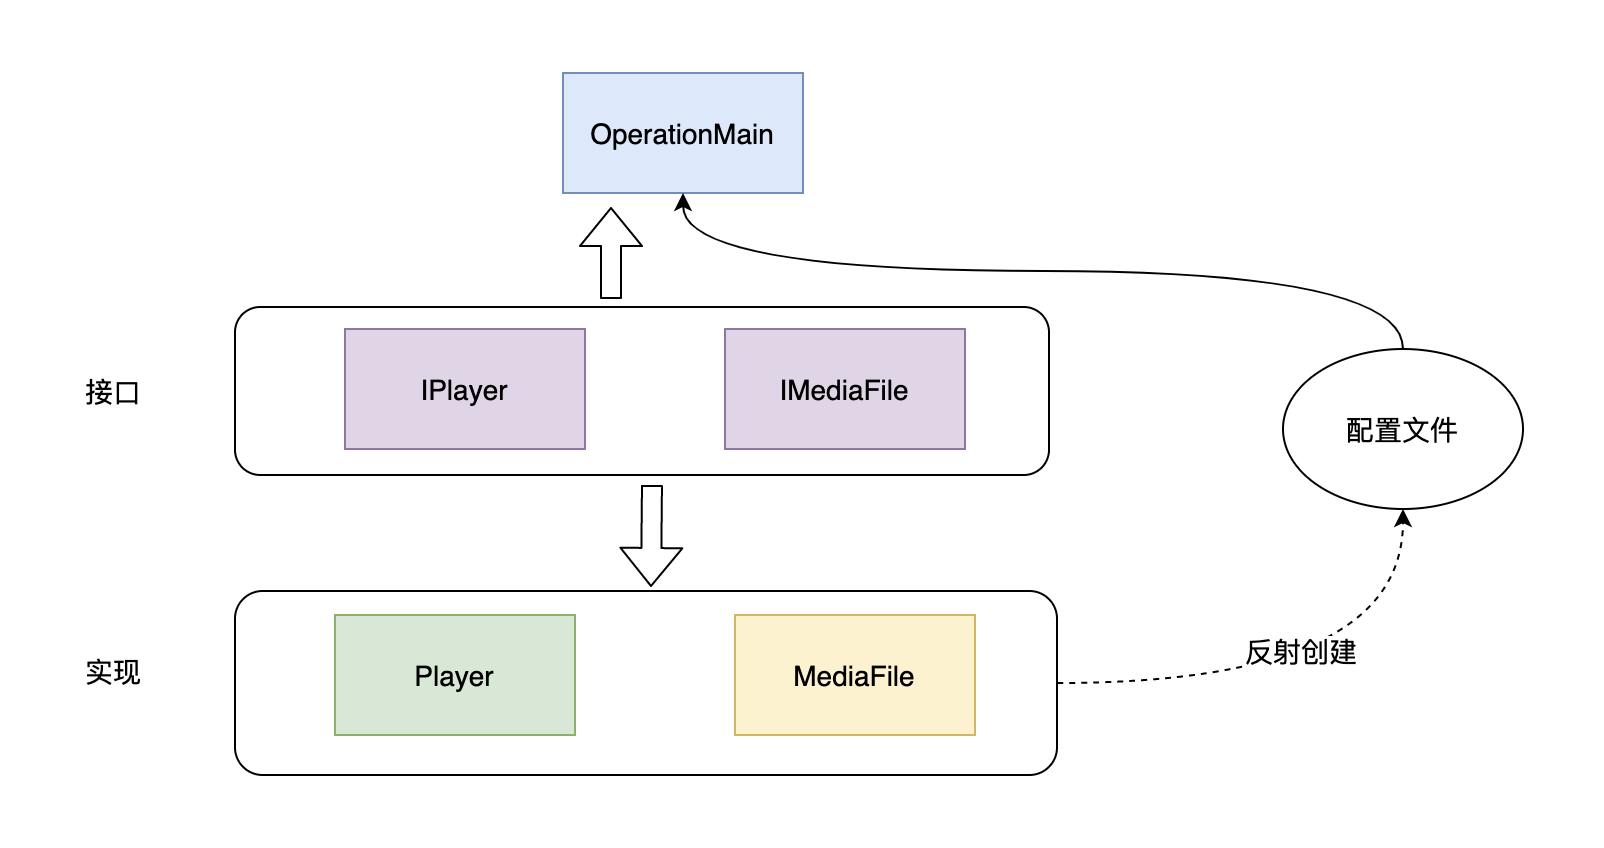 OperationMain
接口
IPlayer
IMediaFile
配置文件
反射创建
实现
Player
MediaFile